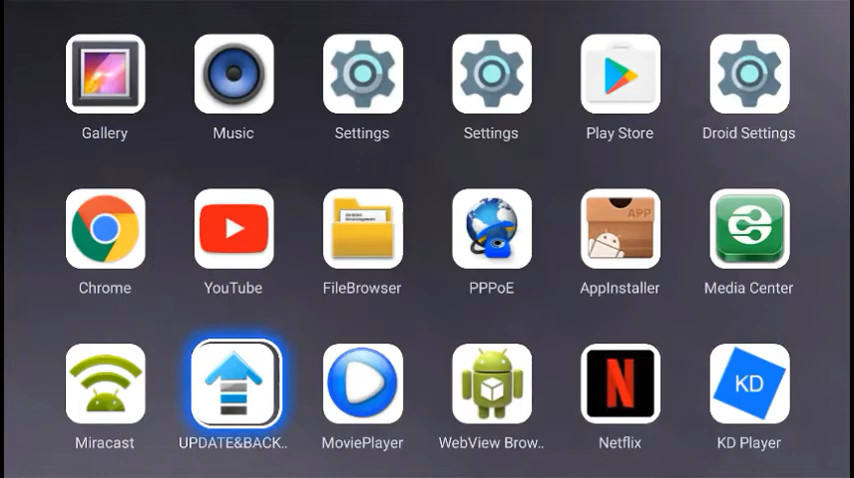 Gallery
Music
Settings
Settings
Play Store
Droid Settings
APP
Chrome
YouTube
FileBrowser
PPPoE
AppInstaller
Media Center
N
KD
Miracast
UPDATE&BACK..
MoviePlayer
WebView Brow..
Netflix
KD Player